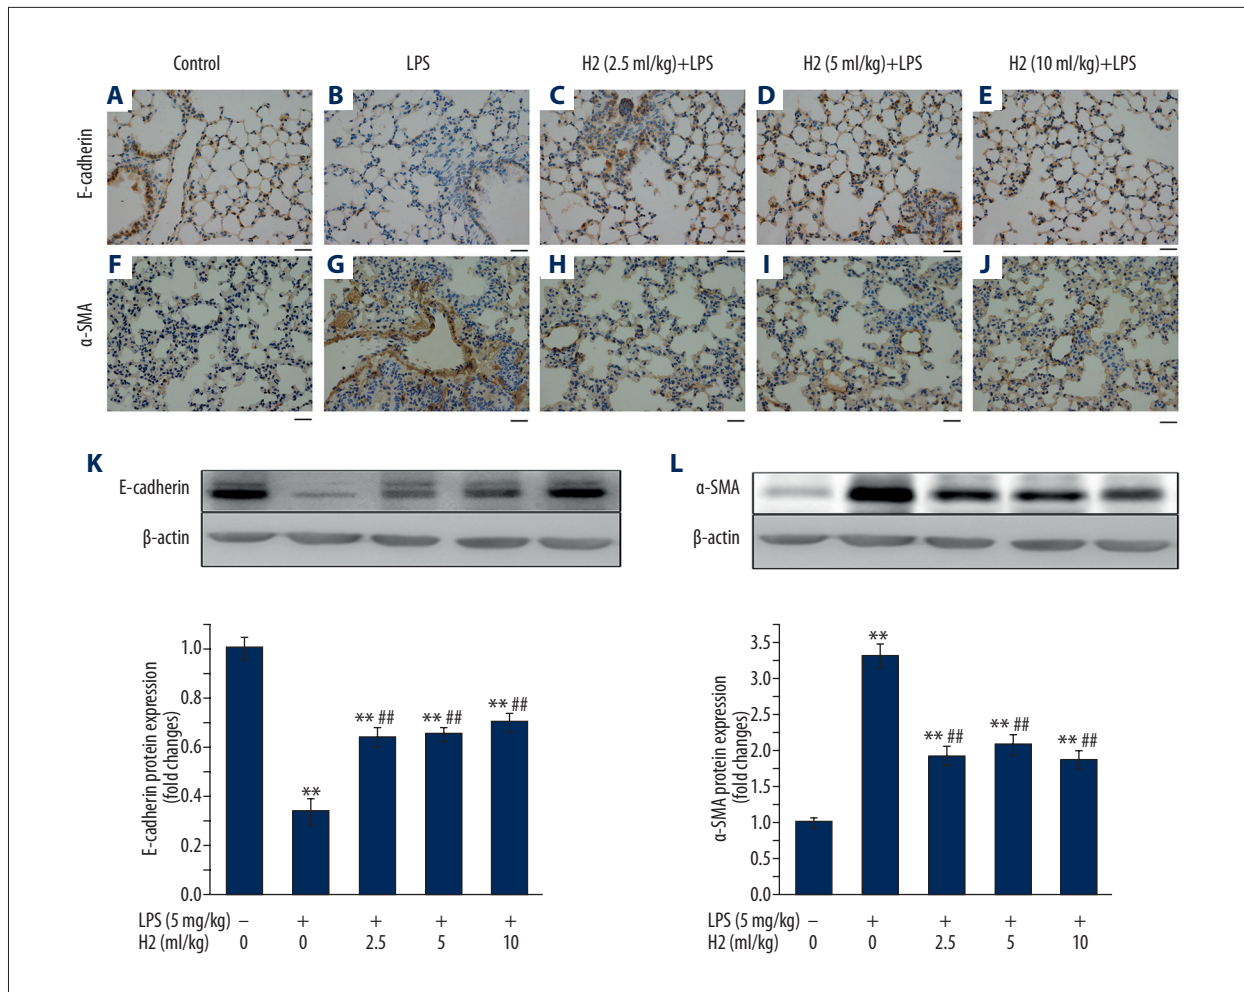 Control LPS H2 (2.5 ml/kg)+LPS H2 (5 ml/kg)+LPS H2 (10 ml/kg)+LPS
A B C D E
E-cadherin
F G H I J
α-SMA
K
E-cadherin
β-actin
L
α-SMA
β-actin
E-cadherin protein expression
(fold changes)
1.0
0.8
0.6
0.4
0.2
0.0
**
** ##
** ##
** ##
LPS (5 mg/kg) – + + + +
H2 (ml/kg) 0 0 2.5 5 10
α-SMA protein expression
(fold changes)
3.5
3.0
2.5
2.0
1.5
1.0
0.5
0.0
**
** ##
** ##
** ##
LPS (5 mg/kg) – + + + +
H2 (ml/kg) 0 0 2.5 5 10